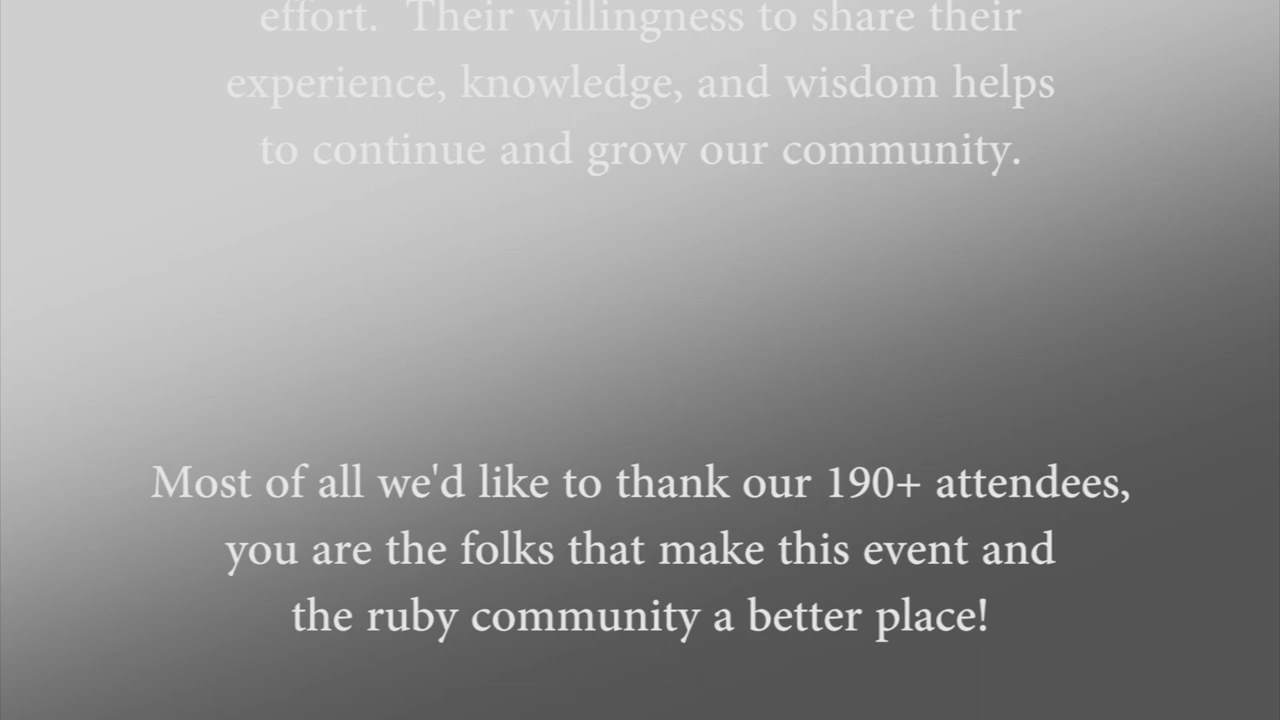 effort.  Their willingness to share their
experience, knowledge, and wisdom helps
to continue and grow our community.
Most of all we'd like to thank our 190+ attendees,
you are the folks that make this event and
the ruby community a better place!